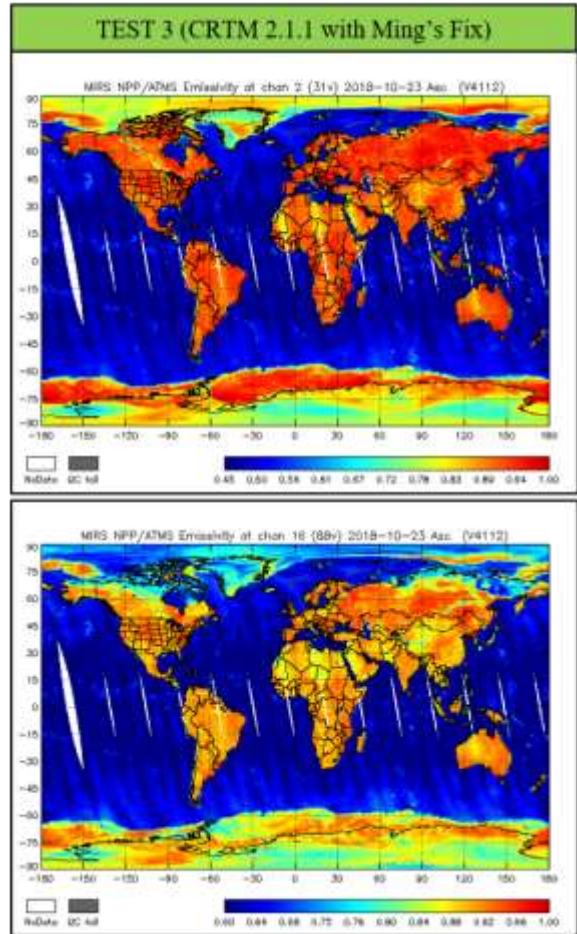 TEST 3 (CRTM 2.1.1 with Ming's Fix)
MIRS NPP/ATMS Emissivity at chan 2 (31v) 2018-10-23 Asc. (V4112)
90
75
60
45
30
15
0
-15
-30
-45
-60
-75
-90
-180 -150 -120 -90 -60 -30 0 30 60 90 120 150 180
NoData QC fail
0.45 0.50 0.56 0.61 0.67 0.72 0.78 0.83 0.89 0.94 1.00
MIRS NPP/ATMS Emissivity at chan 16 (88v) 2018-10-23 Asc. (V4112)
90
75
60
45
30
15
0
-15
-30
-45
-60
-75
-90
-180 -150 -120 -90 -60 -30 0 30 60 90 120 150 180
NoData QC fail
0.60 0.64 0.68 0.72 0.76 0.80 0.84 0.88 0.92 0.96 1.00